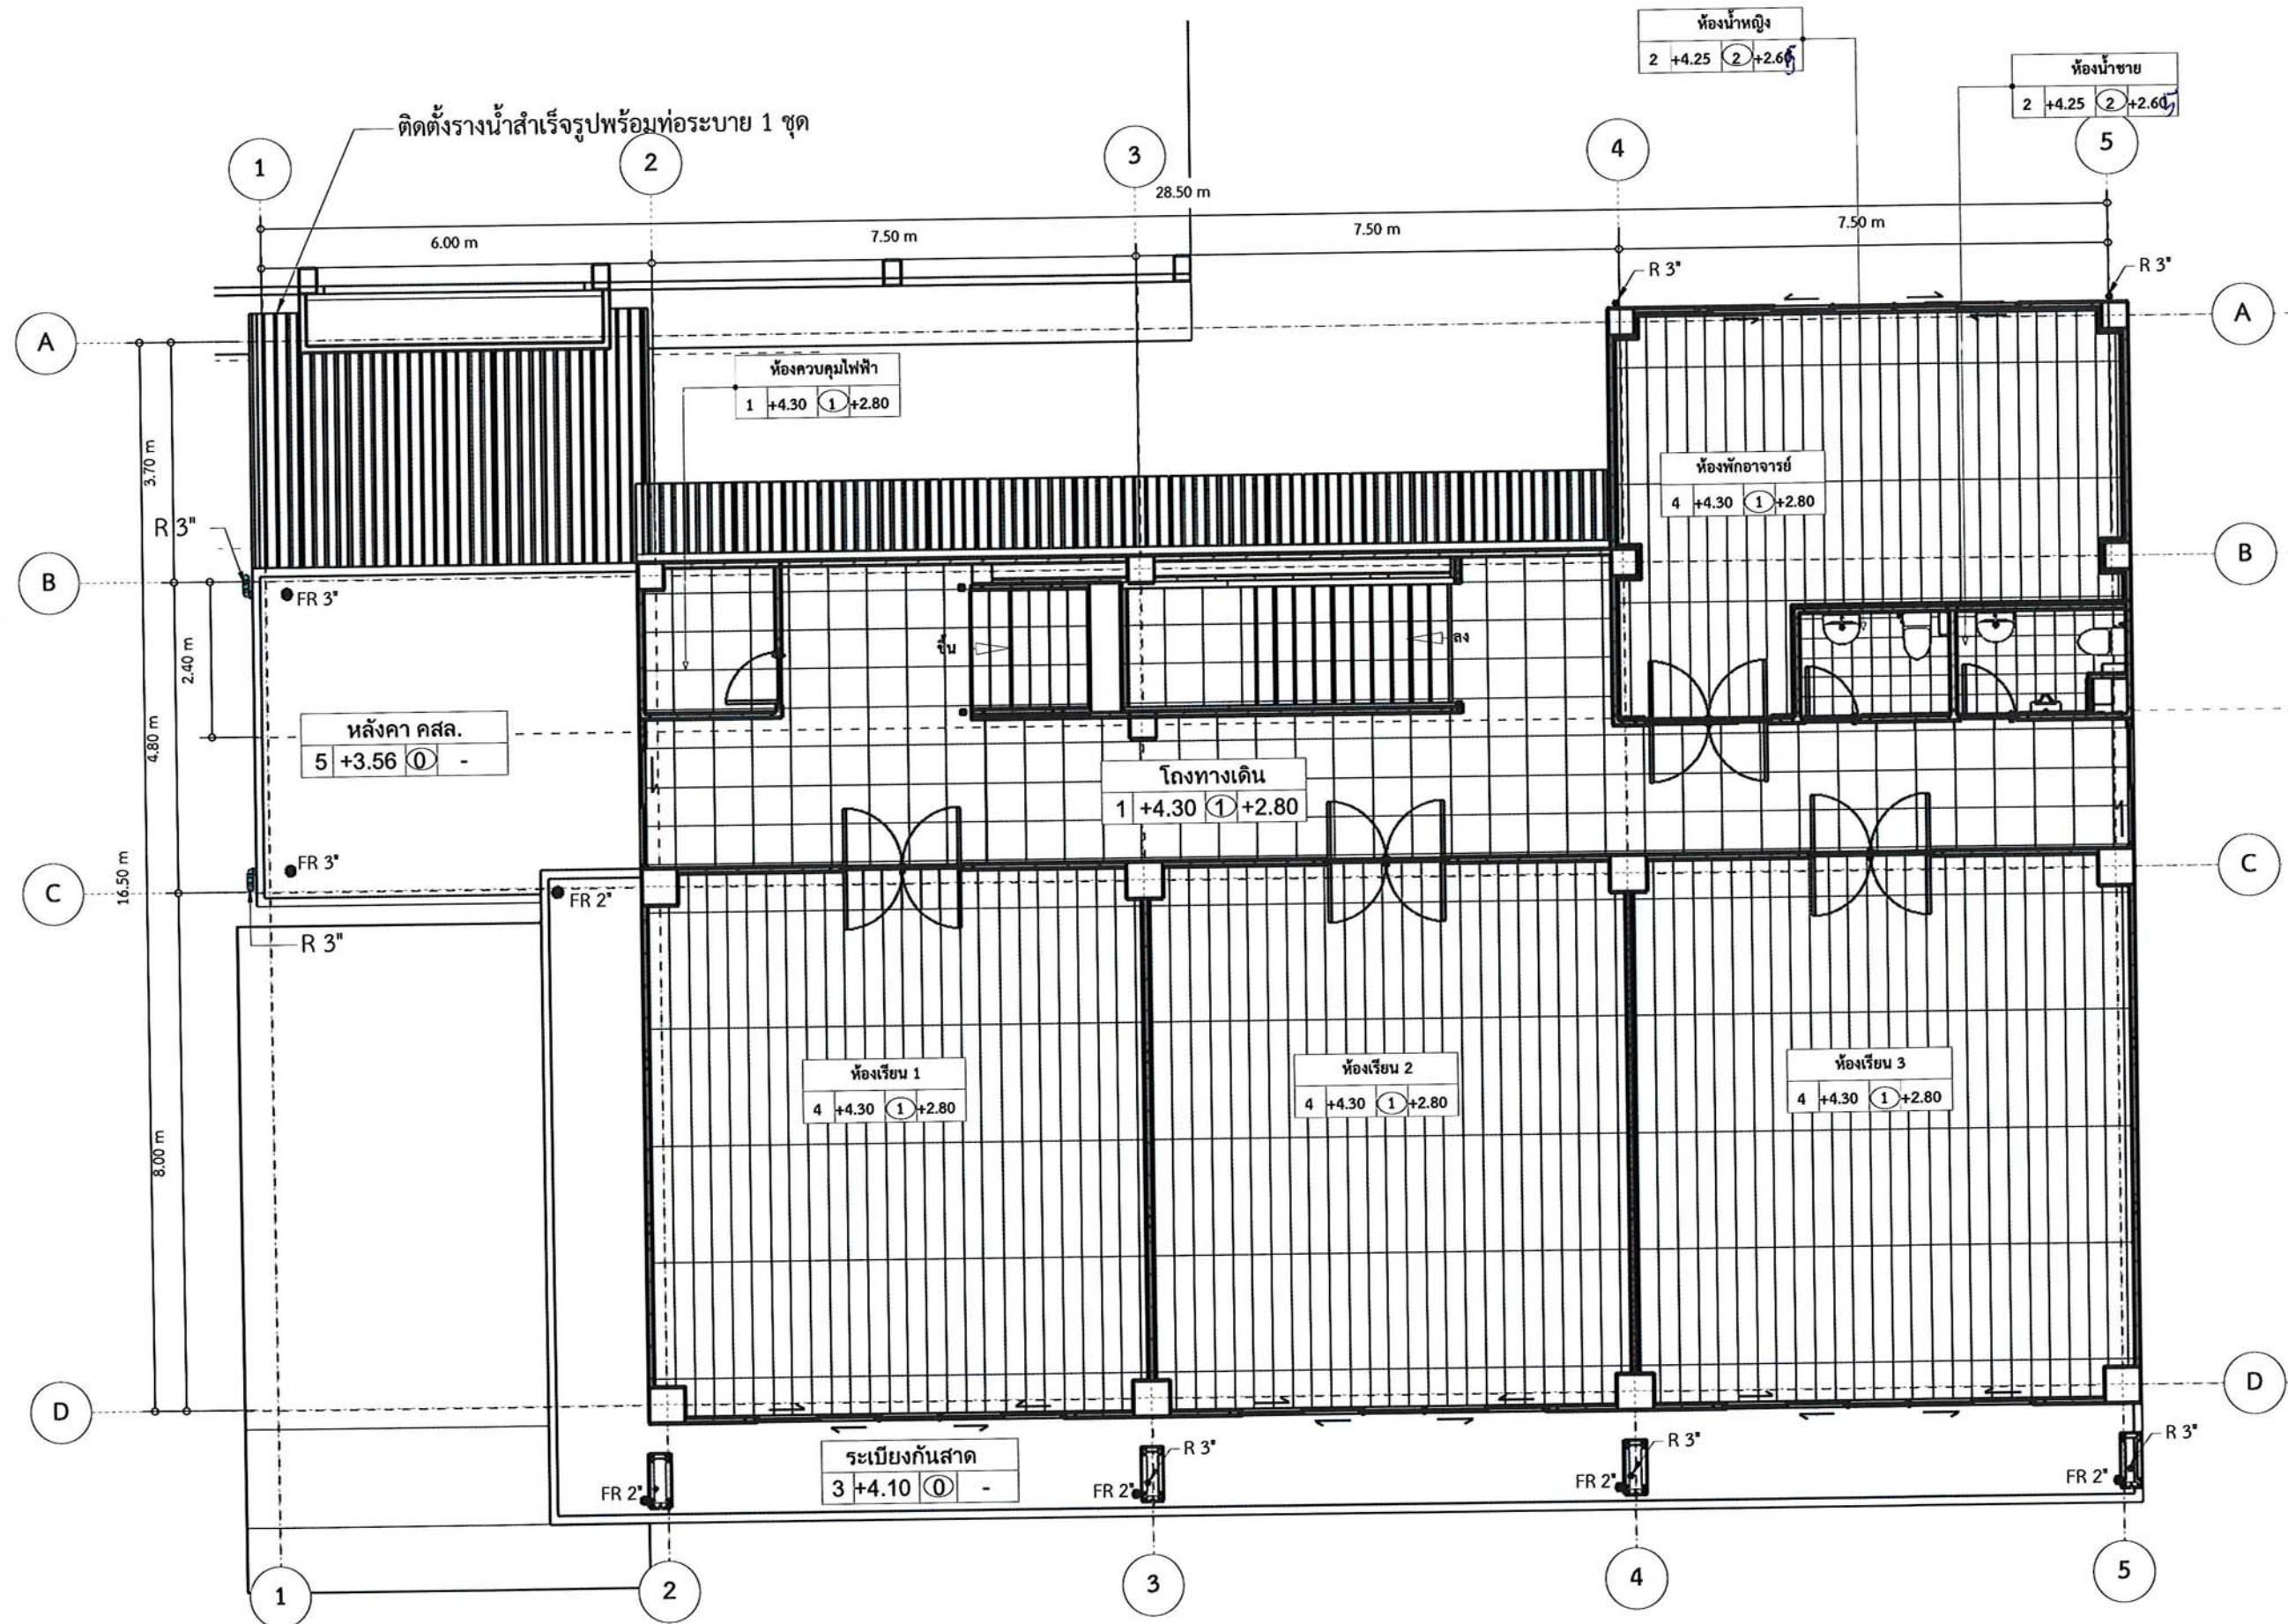 ห้องน้ำหญิง
2 +4.25 2 +2.60
ห้องน้ำชาย
2 +4.25 2 +2.60
ติดตั้งรางน้ำสำเร็จรูปพร้อมท่อระบาย 1 ชุด
1
2
3
4
5
28.50 m
6.00 m
7.50 m
7.50 m
7.50 m
R 3"
R 3"
A
A
ห้องควบคุมไฟฟ้า
1 +4.30 1 +2.80
3.70 m
ห้องพักอาจารย์
4 +4.30 1 +2.80
R 3"
B
B
FR 3"
2.40 m
ขึ้น
ลง
4.80 m
หลังคา คสล.
5 +3.56 0 -
โถงทางเดิน
1 +4.30 1 +2.80
16.50 m
FR 3"
C
C
FR 2"
R 3"
ห้องเรียน 1
4 +4.30 1 +2.80
ห้องเรียน 2
4 +4.30 1 +2.80
ห้องเรียน 3
4 +4.30 1 +2.80
8.00 m
D
D
ระเบียงกันสาด
3 +4.10 0 -
R 3"
R 3"
R 3"
FR 2"
FR 2"
FR 2"
FR 2"
1
2
3
4
5